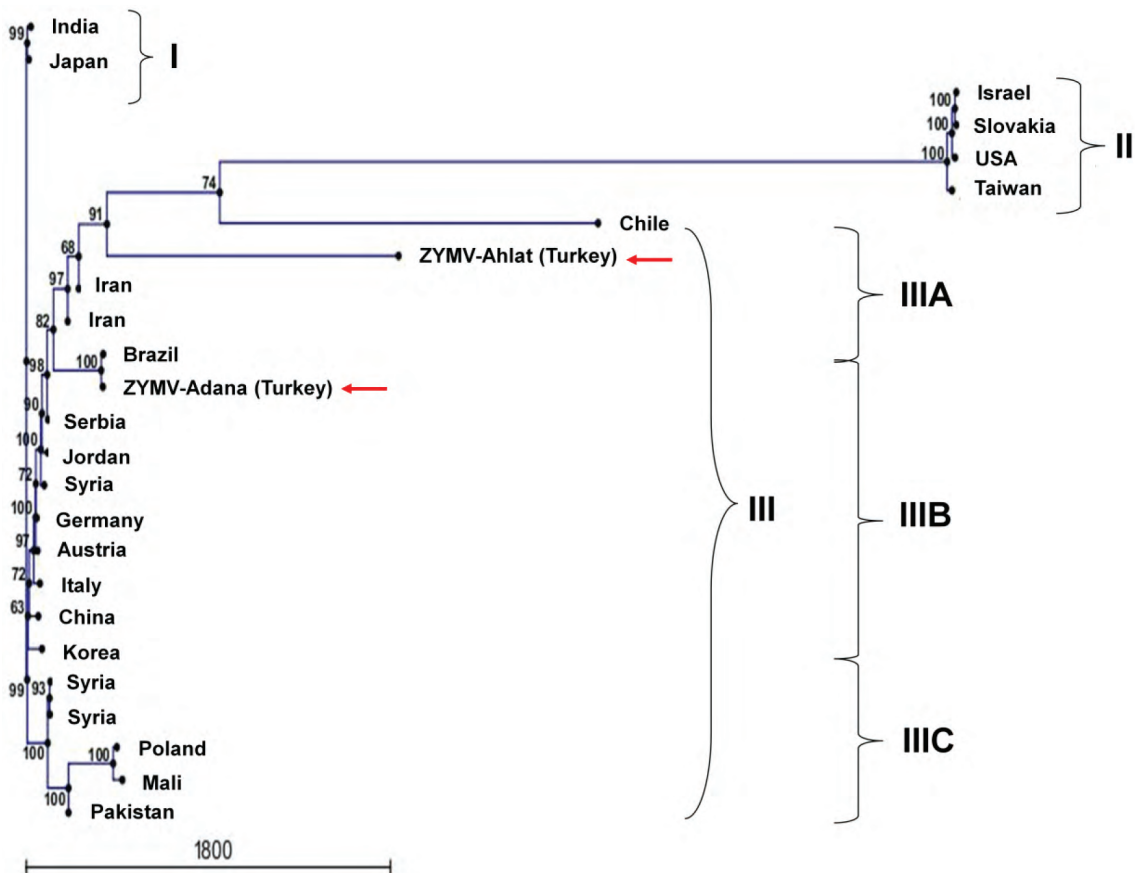 99
India
Japan
I
100
Israel
100
Slovakia
100
USA
Taiwan
II
74
Chile
91
ZYMV-Ahlat (Turkey)
68
Iran
97
Iran
IIIA
82
Brazil
100
ZYMV-Adana (Turkey)
98
Serbia
90
Jordan
100
Syria
72
Germany
100
Austria
97
Italy
72
China
63
Korea
III
IIIB
99
93
Syria
Syria
100
Poland
100
Mali
100
Pakistan
IIIC
1800